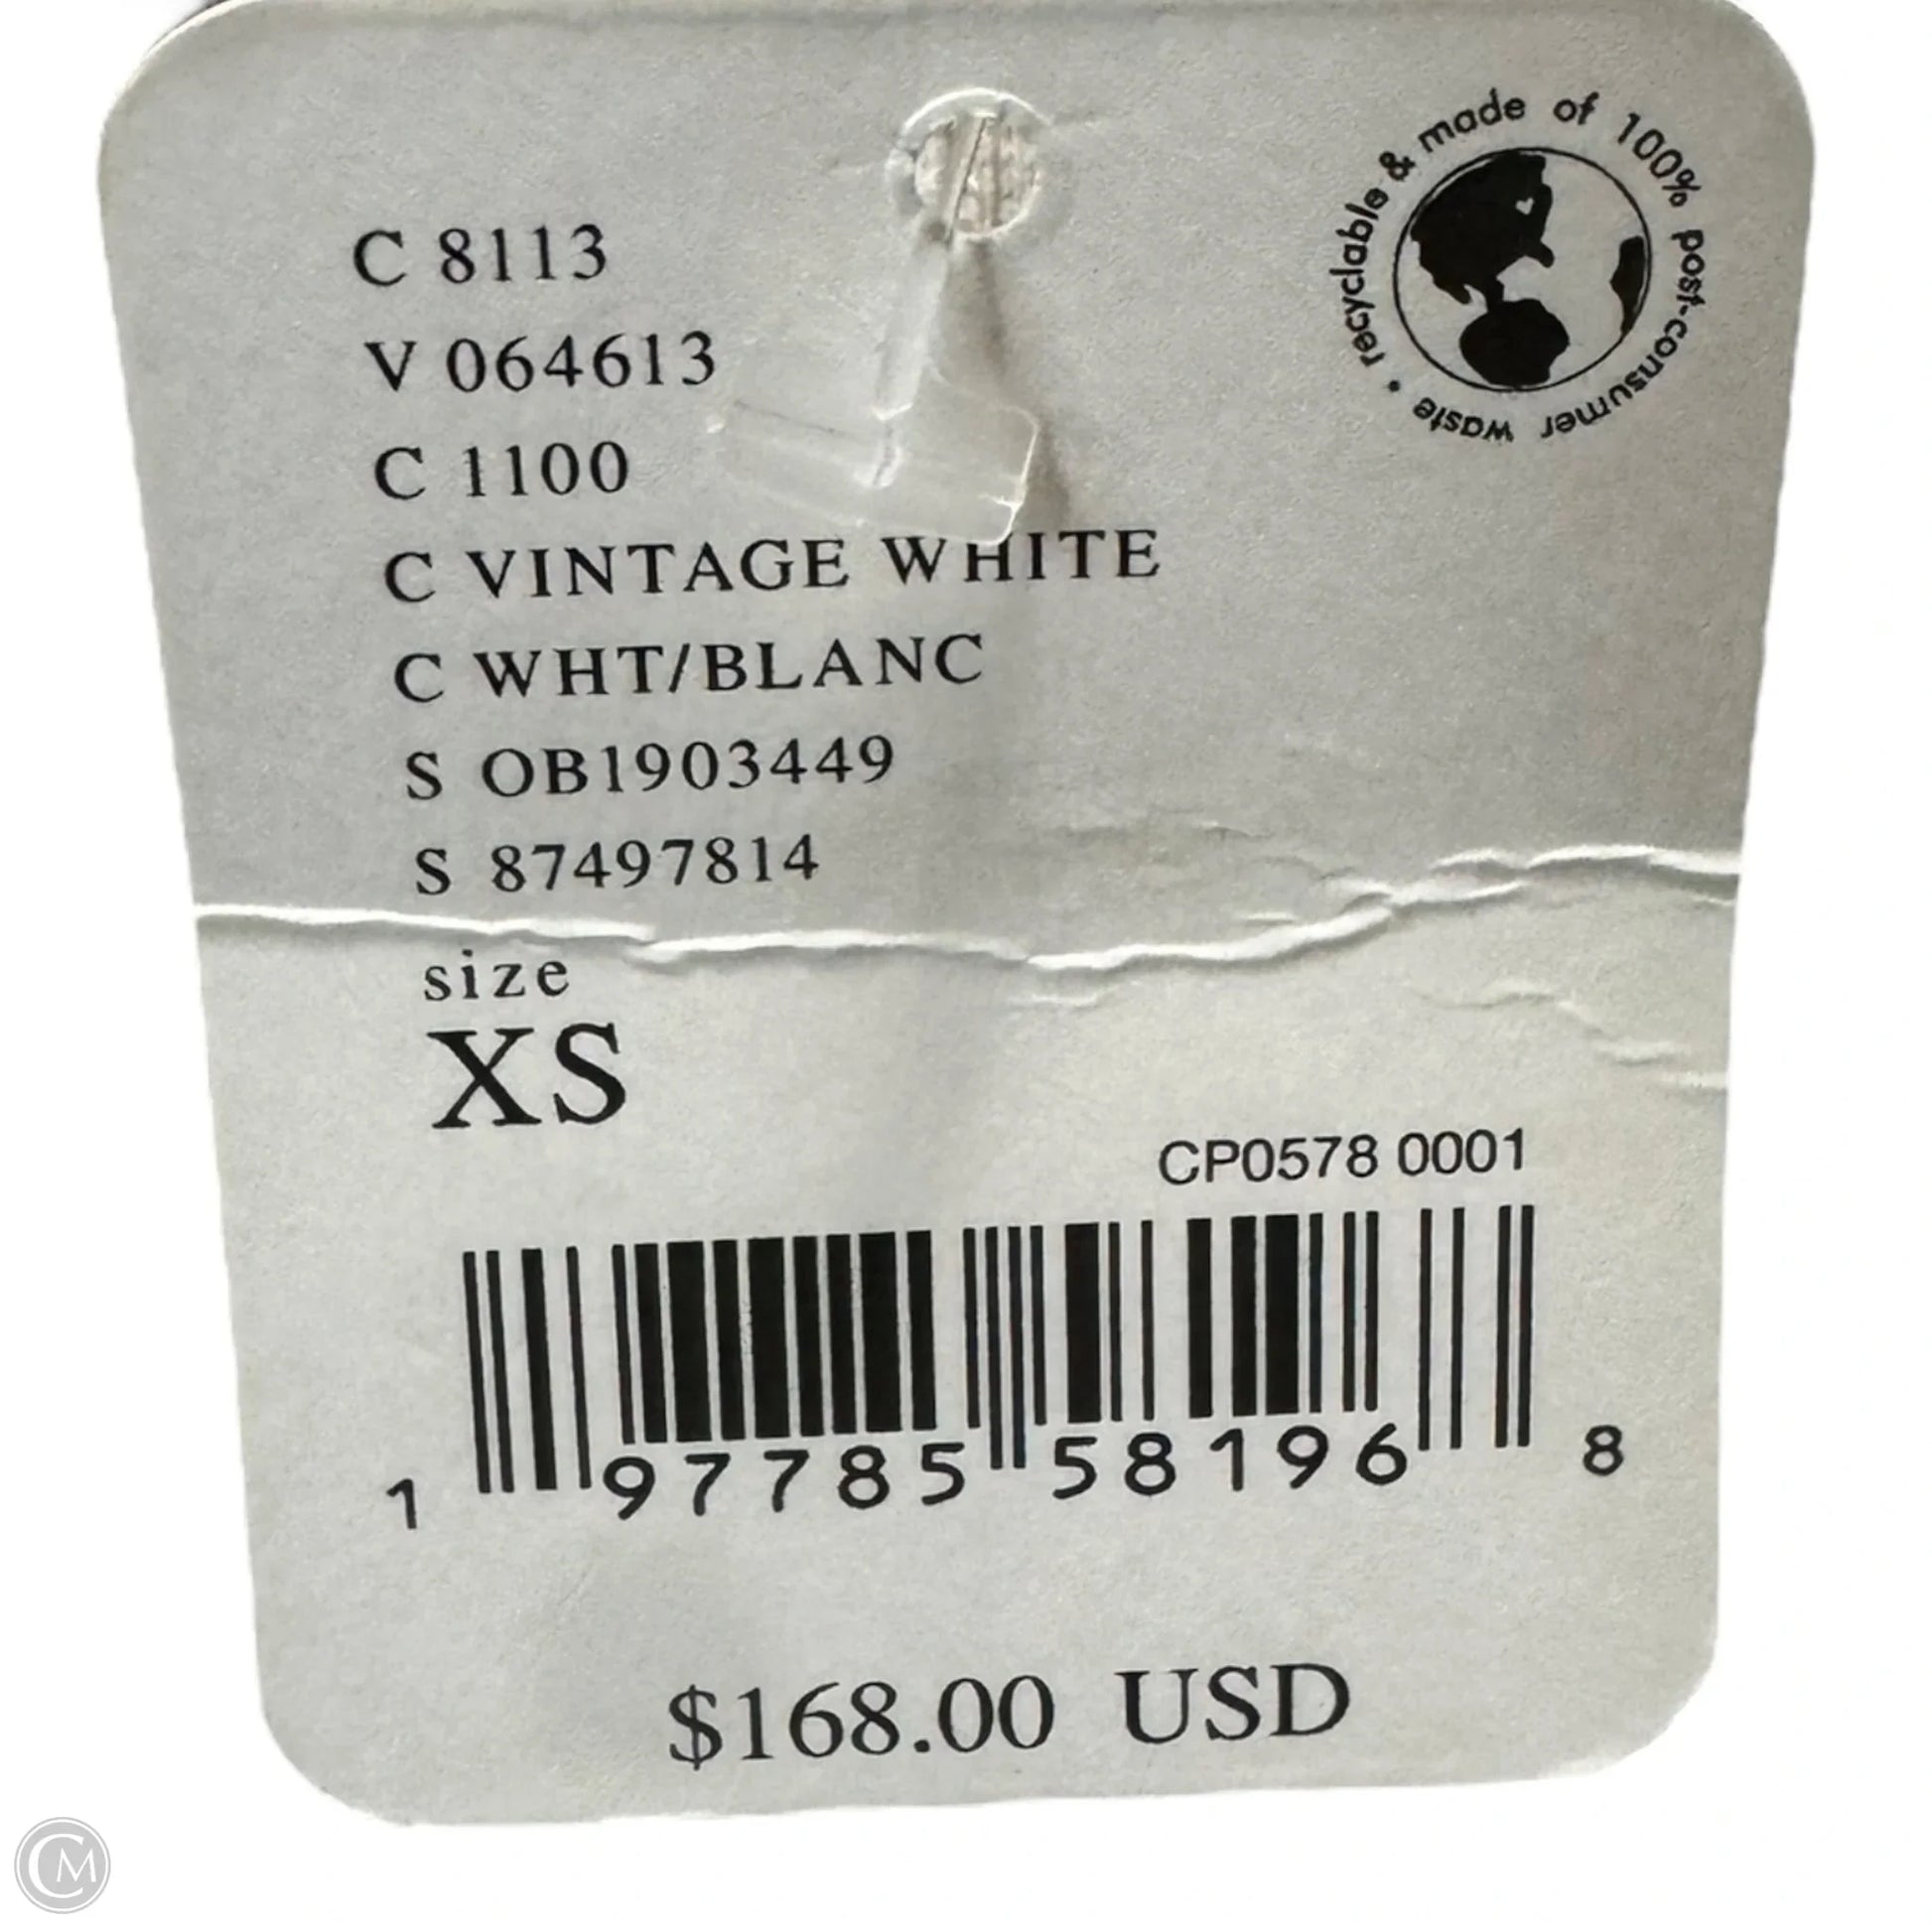 recyclable & made of 100% post-consumer waste •
C 8113
V 064613
C 1100
C VINTAGE WHITE
C WHT/BLANC
S OB1903449
S 87497814
size
XS
CP0578 0001
1 97785 58196 8
$168.00 USD
CM